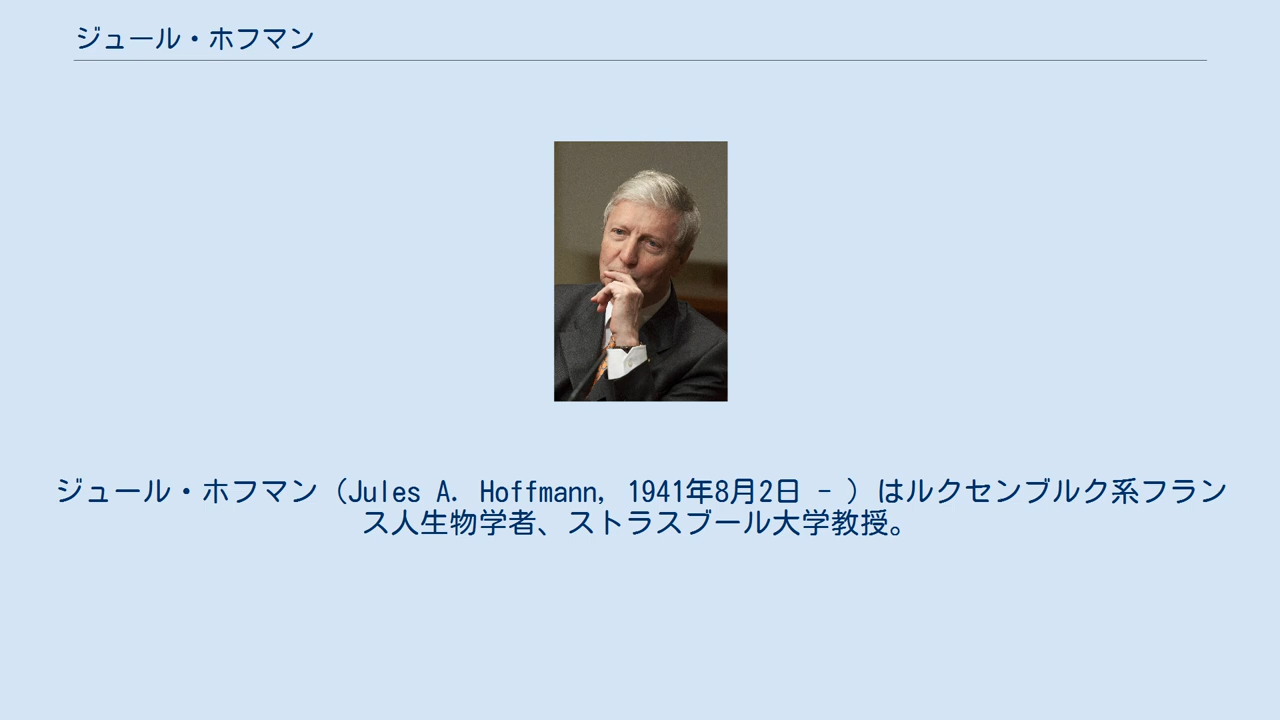 ジュール・ホフマン
ジュール・ホフマン（Jules A. Hoffmann, 1941年8月2日 - ）はルクセンブルク系フラン
ス人生物学者、ストラスブール大学教授。